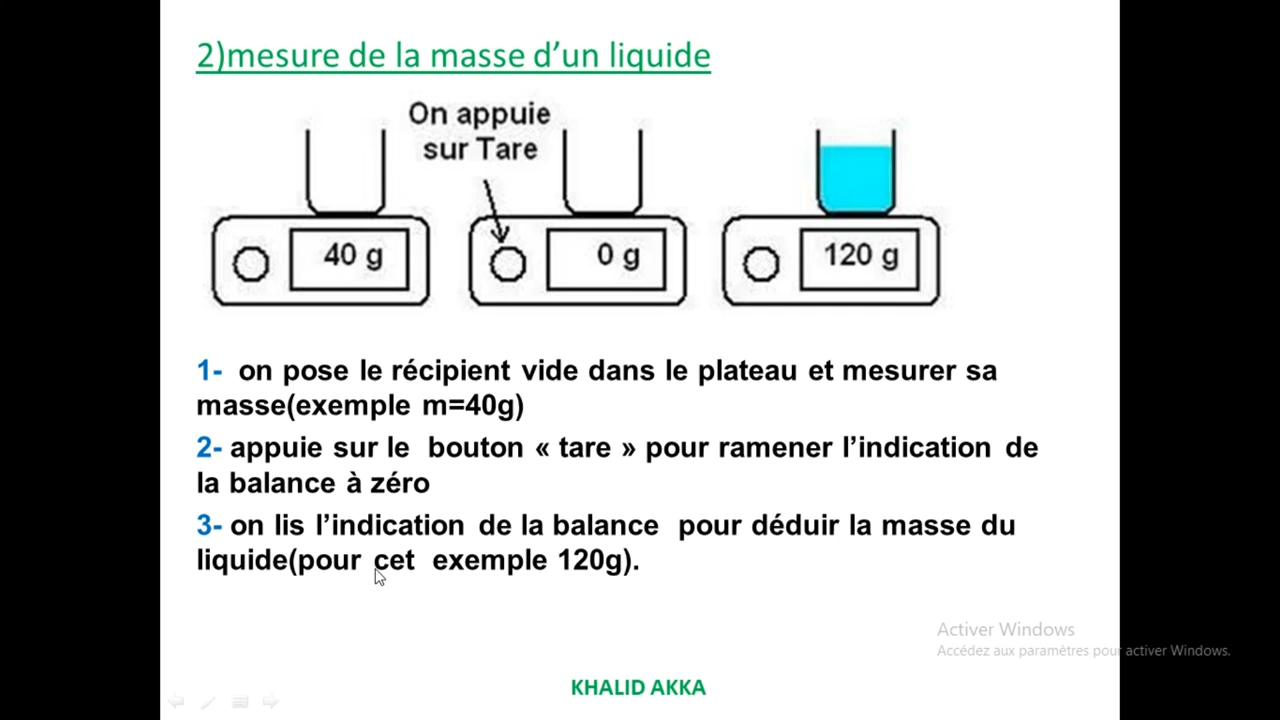 2)mesure de la masse d’un liquide
On appuie
sur Tare
40 g
0 g
120 g
1- on pose le récipient vide dans le plateau et mesurer sa
masse(exemple m=40g)
2- appuie sur le bouton « tare » pour ramener l’indication de
la balance à zéro
3- on lis l’indication de la balance pour déduir la masse du
liquide(pour cet exemple 120g).
Activer Windows
Accédez aux paramètres pour activer Windows.
KHALID AKKA